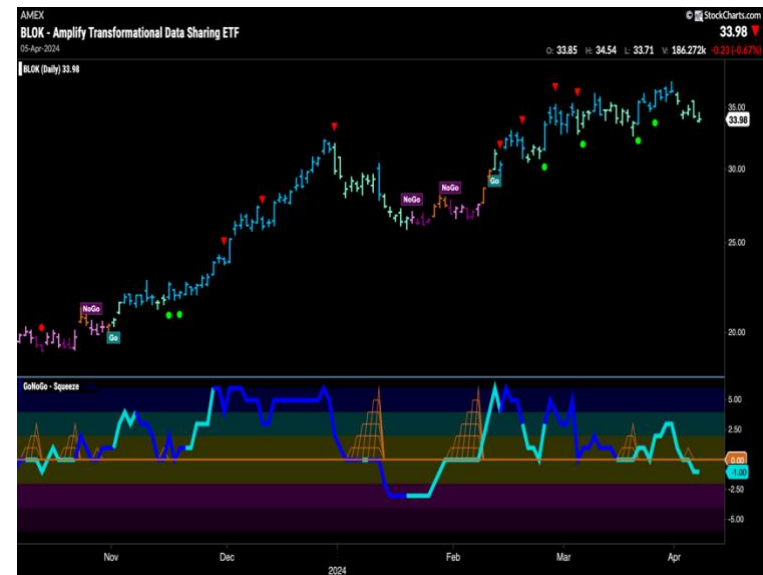 AMEX
© StockCharts.com
BLOK - Amplify Transformational Data Sharing ETF
33.98
05-Apr-2024
O: 33.85 H: 34.54 L: 33.71 V: 186.272k -0.23 (-0.67%)
BLOK (Daily) 33.98
35.00
33.98
30.00
NoGo
NoGo
Go
25.00
20.00
NoGo
Go
GoNoGo - Squeeze
5.00
2.50
0.00
-1.00
-2.50
-5.00
Nov
Dec
2024
Feb
Mar
Apr